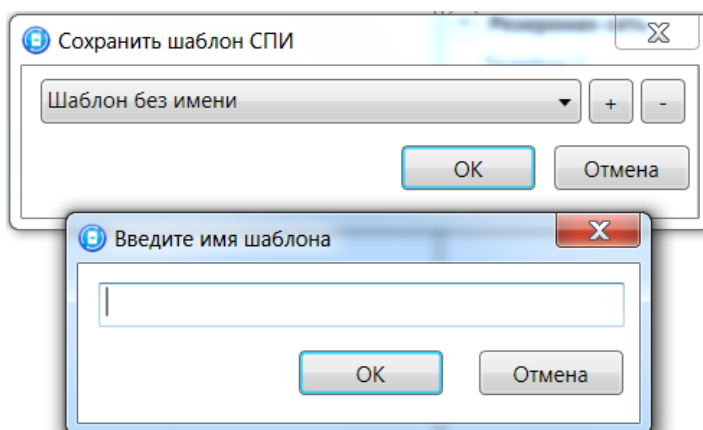 Сохранить шаблон СПИ
Шаблон без имени
+ -
OK Отмена
Введите имя шаблона
OK Отмена